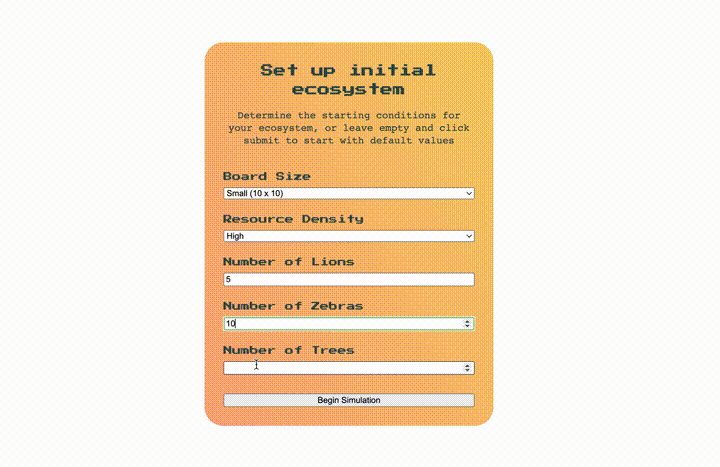 Set up initial
ecosystem
Determine the starting conditions for
your ecosystem, or leave empty and click
submit to start with default values
Board Size
Small (10 x 10)
Resource Density
High
Number of Lions
5
Number of Zebras
10
Number of Trees
Begin Simulation